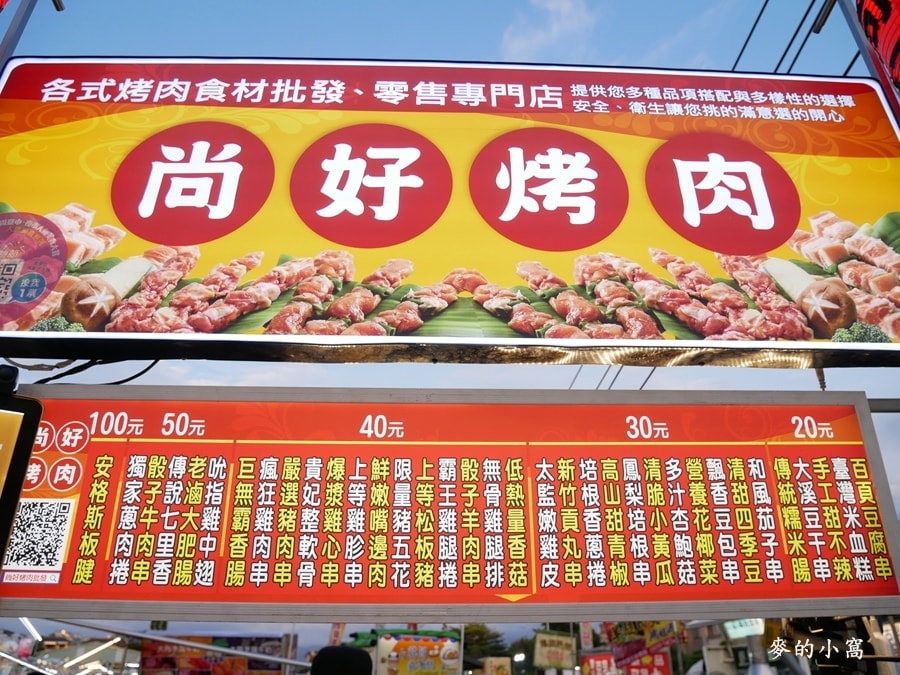 各式烤肉食材批發、零售專門店
提供您多種品項搭配與多樣性的選擇
安全、衛生讓您挑的滿意選的開心
尚好烤肉
尚好
烤肉
尚好烤肉批發
100元
安格斯板腱
50元
獨家蔥肉捲
骰子牛肉串
傳說七里香
老滷大肥腸
吮指雞中翅
40元
巨無霸香腸
瘋狂雞肉串
嚴選豬肉串
貴妃整軟骨
爆漿雞心串
上等雞胗串
鮮嫩嘴邊肉
限量豬五花
上等松板豬
霸王雞腿捲
骰子羊肉串
無骨雞腿排
低熱量香菇
30元
太監嫩雞皮
新竹貢丸串
培根香蔥捲
高山甜青椒
鳳梨培根串
清脆小黃瓜
多汁杏鮑菇
營養花椰菜
飄香豆包串
清甜四季豆
和風茄子串
20元
傳統糯米腸
大溪豆干串
手工甜不辣
臺灣米血糕
百頁豆腐串
麥的小窩